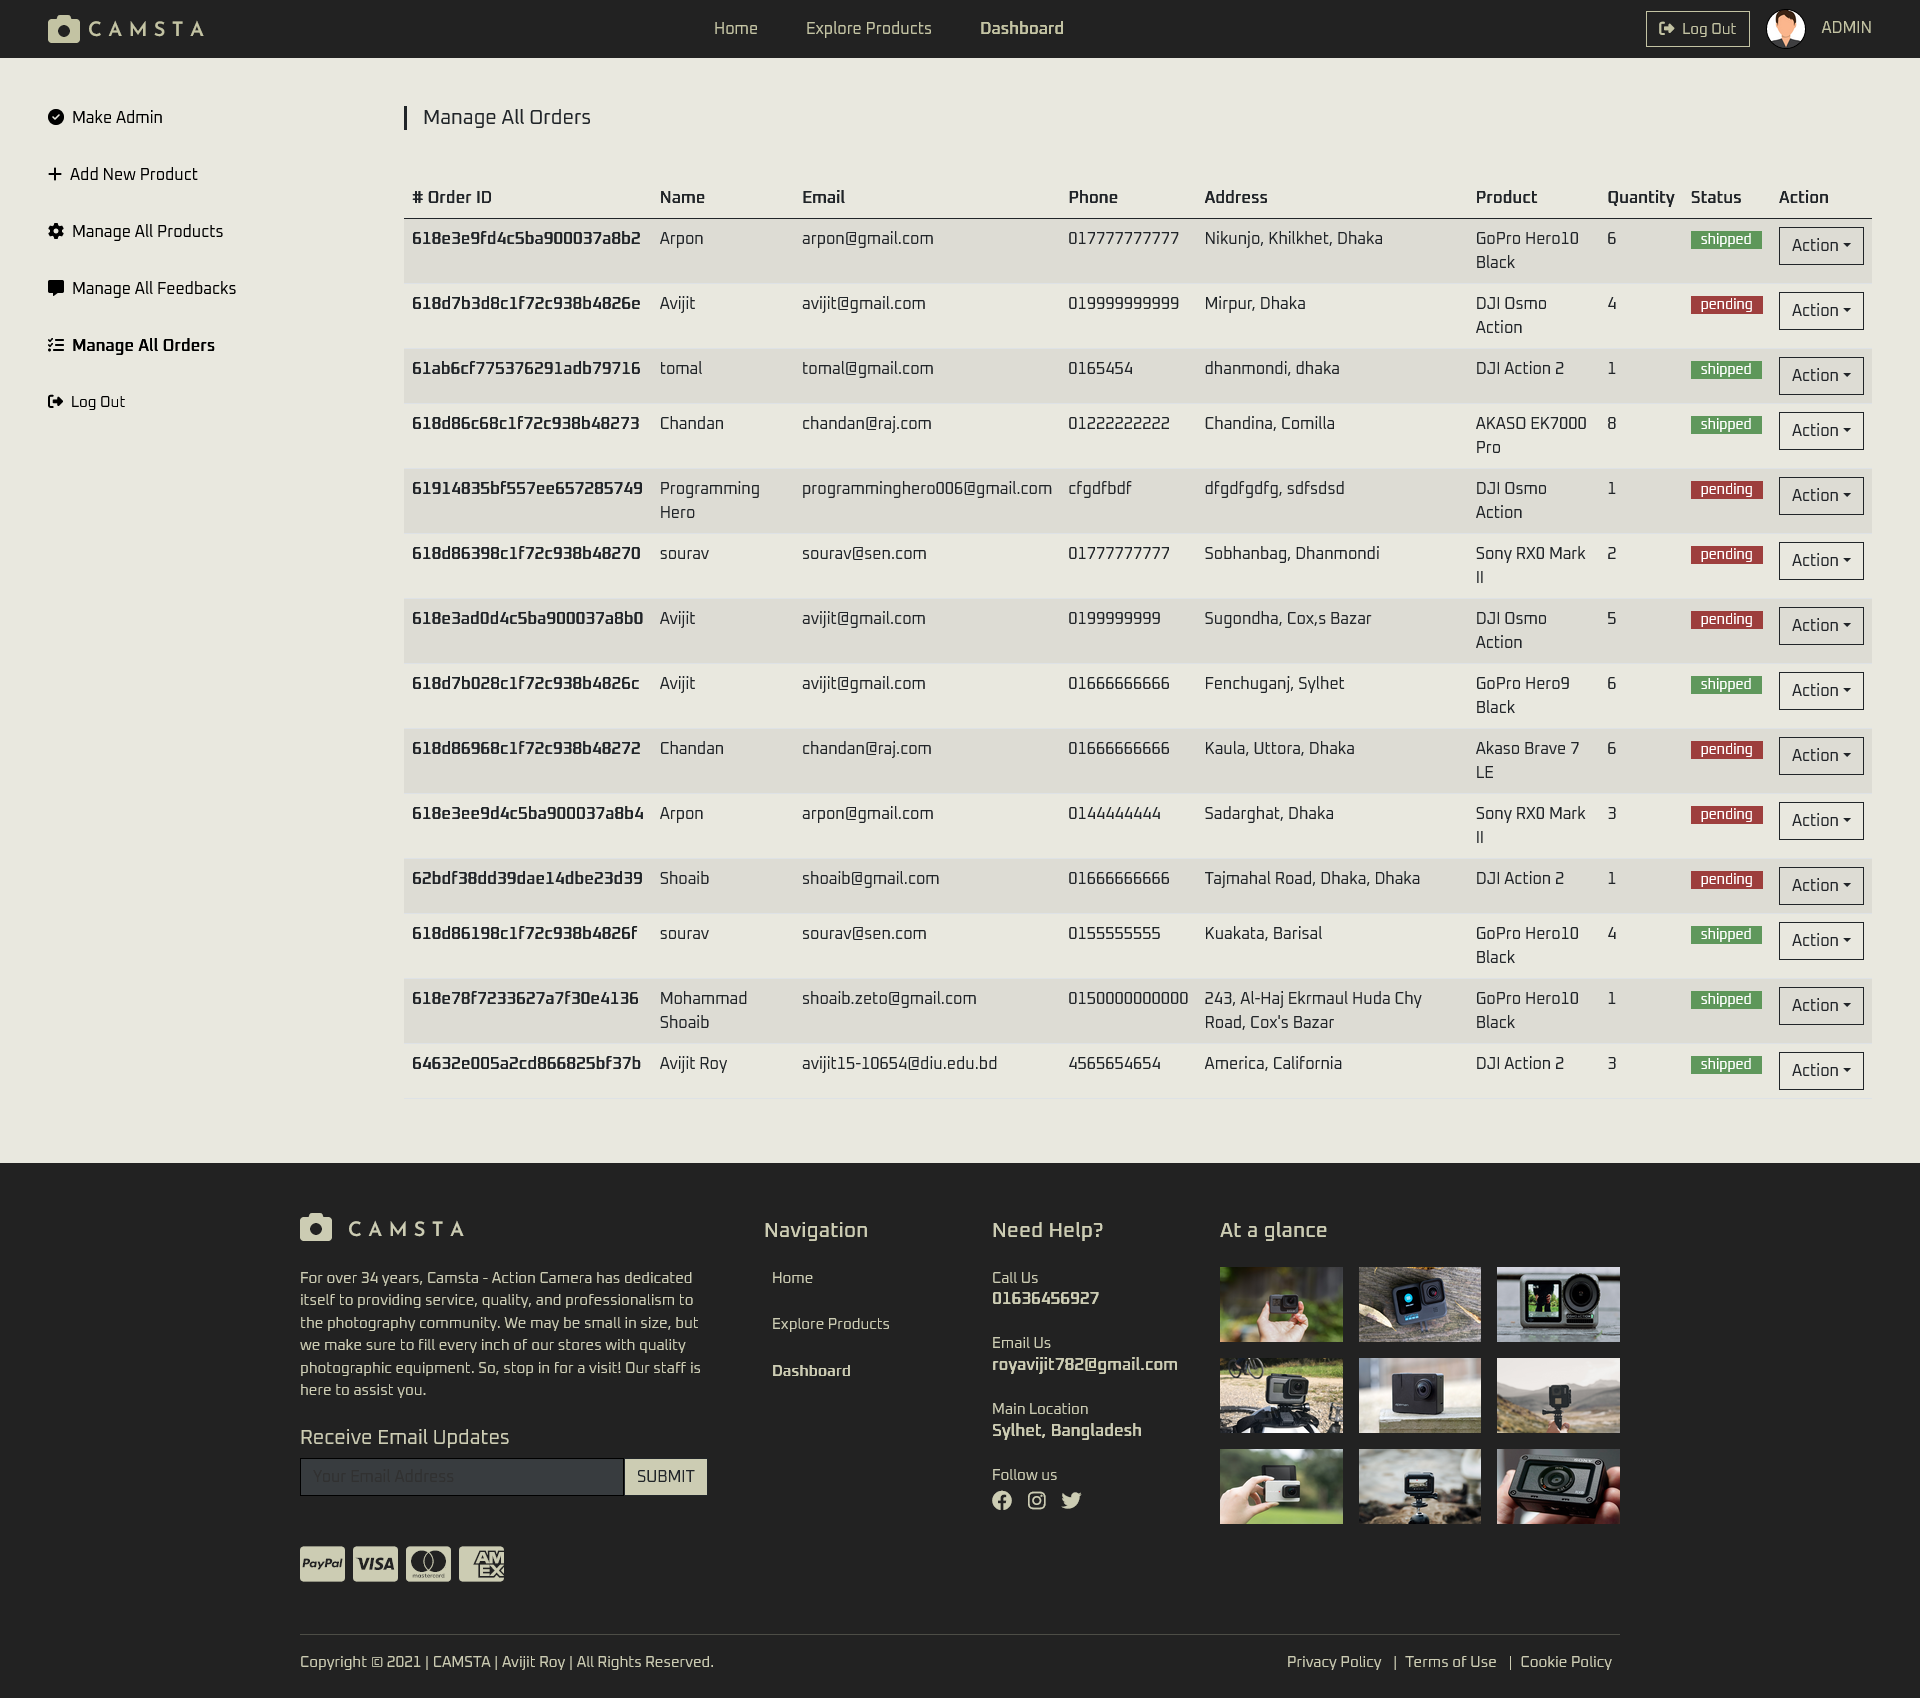 CAMSTA
Home Explore Products Dashboard
Log Out ADMIN
Make Admin
Add New Product
Manage All Products
Manage All Feedbacks
Manage All Orders
Log Out
Manage All Orders
# Order ID Name Email Phone Address Product Quantity Status Action
618e3e9fd4c5ba900037a8b2 Arpon arpon@gmail.com 017777777777 Nikunjo, Khilkhet, Dhaka GoPro Hero10 6 shipped Action
Black
618d7b3d8c1f72c938b4826e Avijit avijit@gmail.com 019999999999 Mirpur, Dhaka DJI Osmo 4 pending Action
Action
61ab6cf775376291adb79716 tomal tomal@gmail.com 0165454 dhanmondi, dhaka DJI Action 2 1 shipped Action
618d86c68c1f72c938b48273 Chandan chandan@raj.com 01222222222 Chandina, Comilla AKASO EK7000 8 shipped Action
Pro
61914835bf557ee657285749 Programming programminghero006@gmail.com cfgdfbdf dfgdfgdfg, sdfsdsd DJI Osmo 1 pending Action
Hero Action
618d86398c1f72c938b48270 sourav sourav@sen.com 01777777777 Sobhanbag, Dhanmondi Sony RX0 Mark 2 pending Action
II
618e3ad0d4c5ba900037a8b0 Avijit avijit@gmail.com 0199999999 Sugondha, Cox,s Bazar DJI Osmo 5 pending Action
Action
618d7b028c1f72c938b4826c Avijit avijit@gmail.com 01666666666 Fenchuganj, Sylhet GoPro Hero9 6 shipped Action
Black
618d86968c1f72c938b48272 Chandan chandan@raj.com 01666666666 Kaula, Uttora, Dhaka Akaso Brave 7 6 pending Action
LE
618e3ee9d4c5ba900037a8b4 Arpon arpon@gmail.com 0144444444 Sadarghat, Dhaka Sony RX0 Mark 3 pending Action
II
62bdf38dd39dae14dbe23d39 Shoaib shoaib@gmail.com 01666666666 Tajmahal Road, Dhaka, Dhaka DJI Action 2 1 pending Action
618d86198c1f72c938b4826f sourav sourav@sen.com 0155555555 Kuakata, Barisal GoPro Hero10 4 shipped Action
Black
618e78f7233627a7f30e4136 Mohammad shoaib.zeto@gmail.com 0150000000000 243, Al-Haj Ekrmaul Huda Chy GoPro Hero10 1 shipped Action
Shoaib Road, Cox's Bazar Black
64632e005a2cd866825bf37b Avijit Roy avijit15-10654@diu.edu.bd 4565654654 America, California DJI Action 2 3 shipped Action
CAMSTA
For over 34 years, Camsta - Action Camera has dedicated
itself to providing service, quality, and professionalism to
the photography community. We may be small in size, but
we make sure to fill every inch of our stores with quality
photographic equipment. So, stop in for a visit! Our staff is
here to assist you.
Receive Email Updates
Your Email Address SUBMIT
PayPal VISA mastercard AM EX
Navigation
Home
Explore Products
Dashboard
Need Help?
Call Us
01636456927
Email Us
royavijit782@gmail.com
Main Location
Sylhet, Bangladesh
Follow us
At a glance
Copyright © 2021 | CAMSTA | Avijit Roy | All Rights Reserved.
Privacy Policy | Terms of Use | Cookie Policy